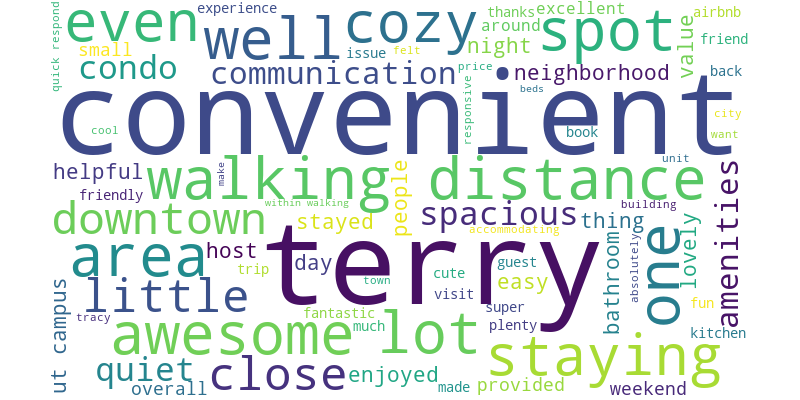 experience
thanks
excellent
airbnb
quick respond
even
well
cozy
spot
value
small
issue
felt
night
around
friend
condo
communication
price
neighborhood
back
convenient
responsive
beds
cool
book
city
want
helpful
make
walking distance
unit
people
amenities
friendly
within walking
building
downtown
stayed
spacious
thing
lovely
accommodating
area
host
terry
bathroom
absolutely
one
trip
day
town
cute
guest
easy
ut campus
little
visit
super
fun
tracy
fantastic
much
plenty
kitchen
awesome
lot
staying
quiet
close
enjoyed
overall
made
provided
weekend